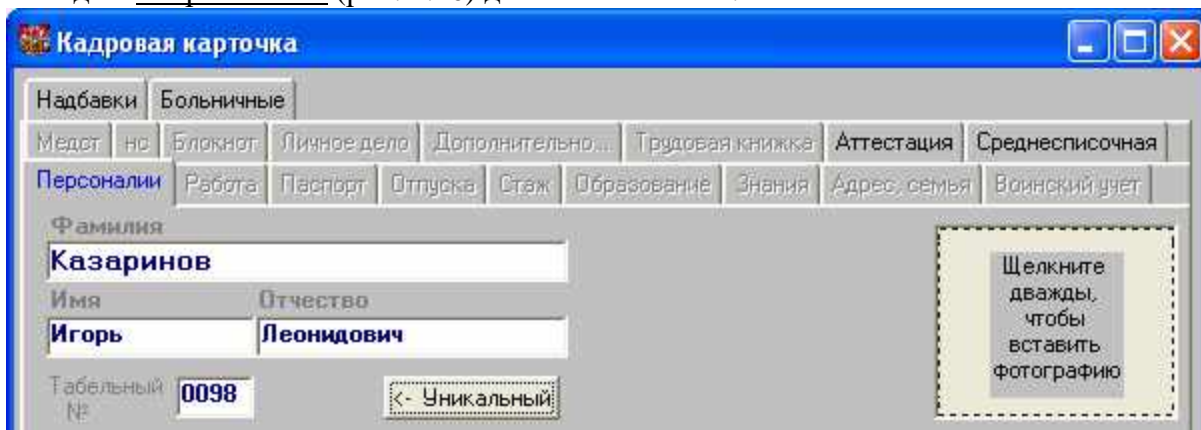 Кадровая карточка
Надбавки Больничные
Медст нс Блокнот Личное дело Дополнительно... Трудовая книжка Аттестация Среднесписочная
Персоналии Работа Паспорт Отпуска Стаж Образование Знания Адрес, семья Воинский учет
Фамилия
Казаринов
Имя Отчество
Игорь Леонидович
Табельный
№
0098
<- Уникальный
Щелкните
дважды,
чтобы
вставить
фотографию